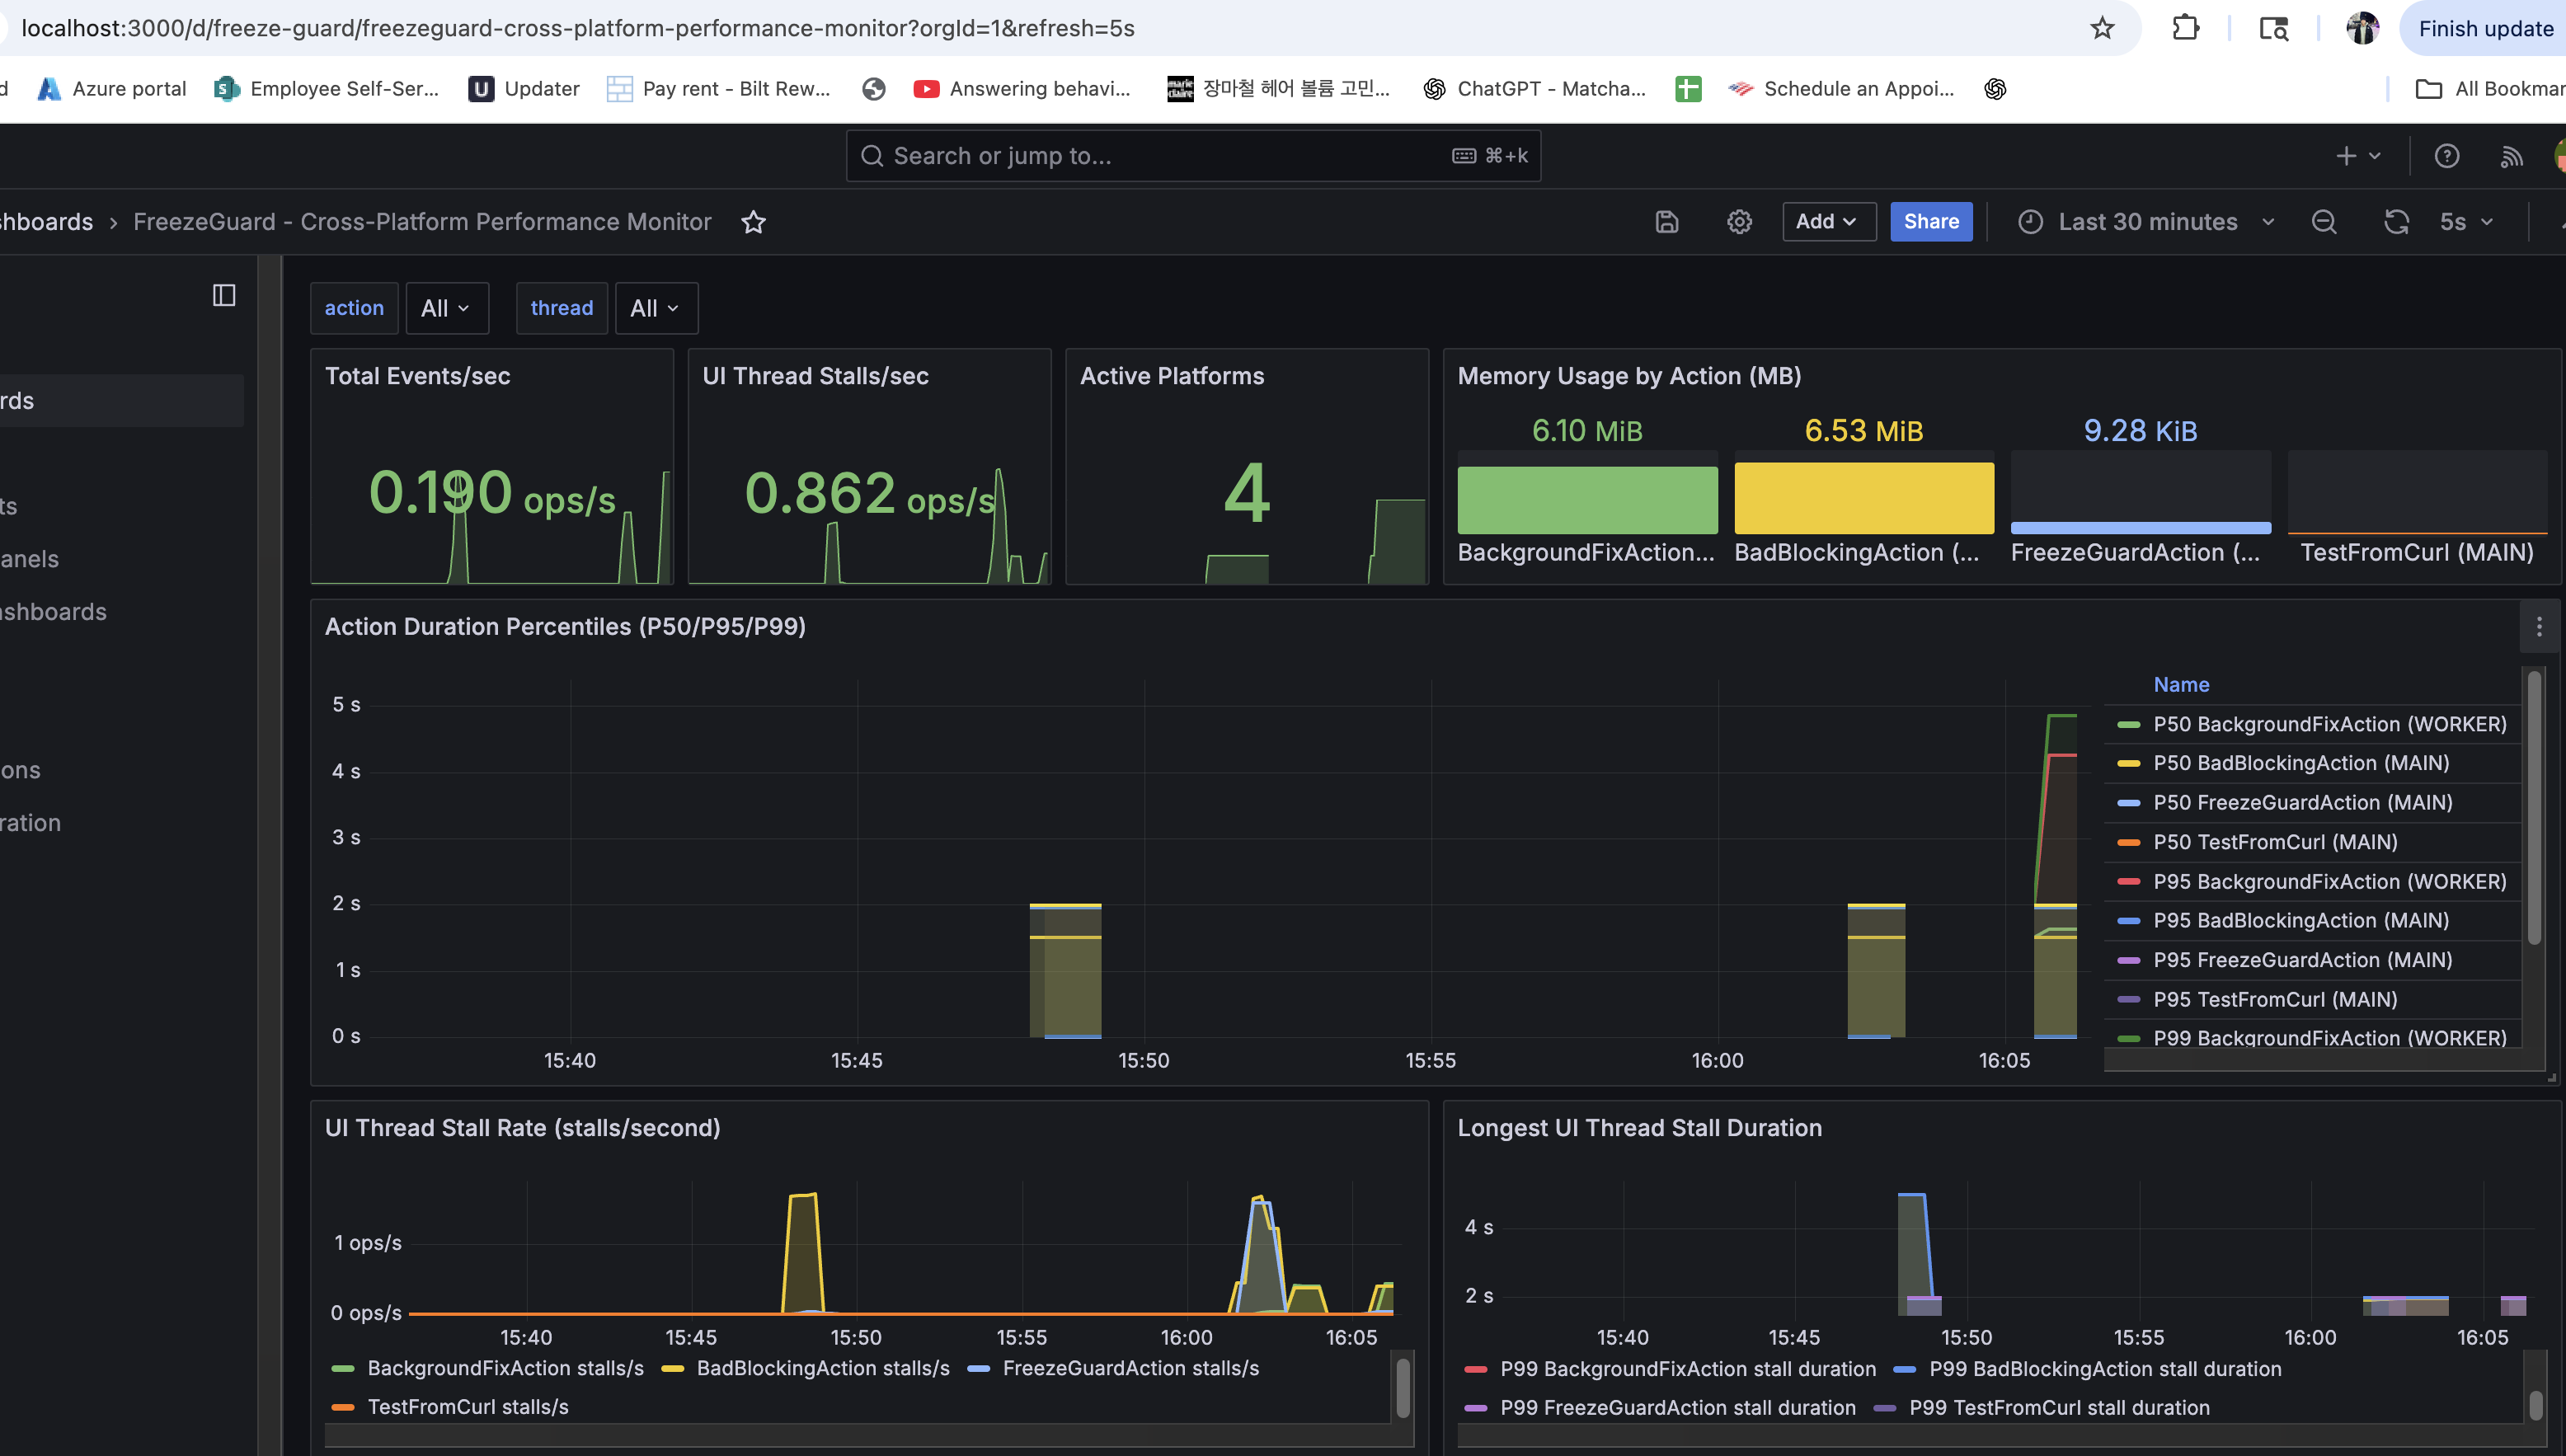 localhost:3000/d/freeze-guard/freezeguard-cross-platform-performance-monitor?orgId=1&refresh=5s
Finish update
d Azure portal Employee Self-Ser... Updater Pay rent - Bilt Rew... Answering behavi... marie claire 장마철 헤어 볼륨 고민... ChatGPT - Matcha... Schedule an Appoi... All Bookmar
Search or jump to... ⌘+k
hboards › FreezeGuard - Cross-Platform Performance Monitor
Add Share Last 30 minutes 5s
action All thread All
rds
ts
anels
shboards
ons
ration
Total Events/sec
0.190 ops/s
UI Thread Stalls/sec
0.862 ops/s
Active Platforms
4
Memory Usage by Action (MB)
6.10 MiB 6.53 MiB 9.28 KiB
BackgroundFixAction... BadBlockingAction (... FreezeGuardAction (... TestFromCurl (MAIN)
Action Duration Percentiles (P50/P95/P99)
5 s
4 s
3 s
2 s
1 s
0 s
15:40 15:45 15:50 15:55 16:00 16:05
Name
P50 BackgroundFixAction (WORKER)
P50 BadBlockingAction (MAIN)
P50 FreezeGuardAction (MAIN)
P50 TestFromCurl (MAIN)
P95 BackgroundFixAction (WORKER)
P95 BadBlockingAction (MAIN)
P95 FreezeGuardAction (MAIN)
P95 TestFromCurl (MAIN)
P99 BackgroundFixAction (WORKER)
UI Thread Stall Rate (stalls/second)
1 ops/s
0 ops/s
15:40 15:45 15:50 15:55 16:00 16:05
BackgroundFixAction stalls/s BadBlockingAction stalls/s FreezeGuardAction stalls/s
TestFromCurl stalls/s
Longest UI Thread Stall Duration
4 s
2 s
15:40 15:45 15:50 15:55 16:00 16:05
P99 BackgroundFixAction stall duration P99 BadBlockingAction stall duration
P99 FreezeGuardAction stall duration P99 TestFromCurl stall duration